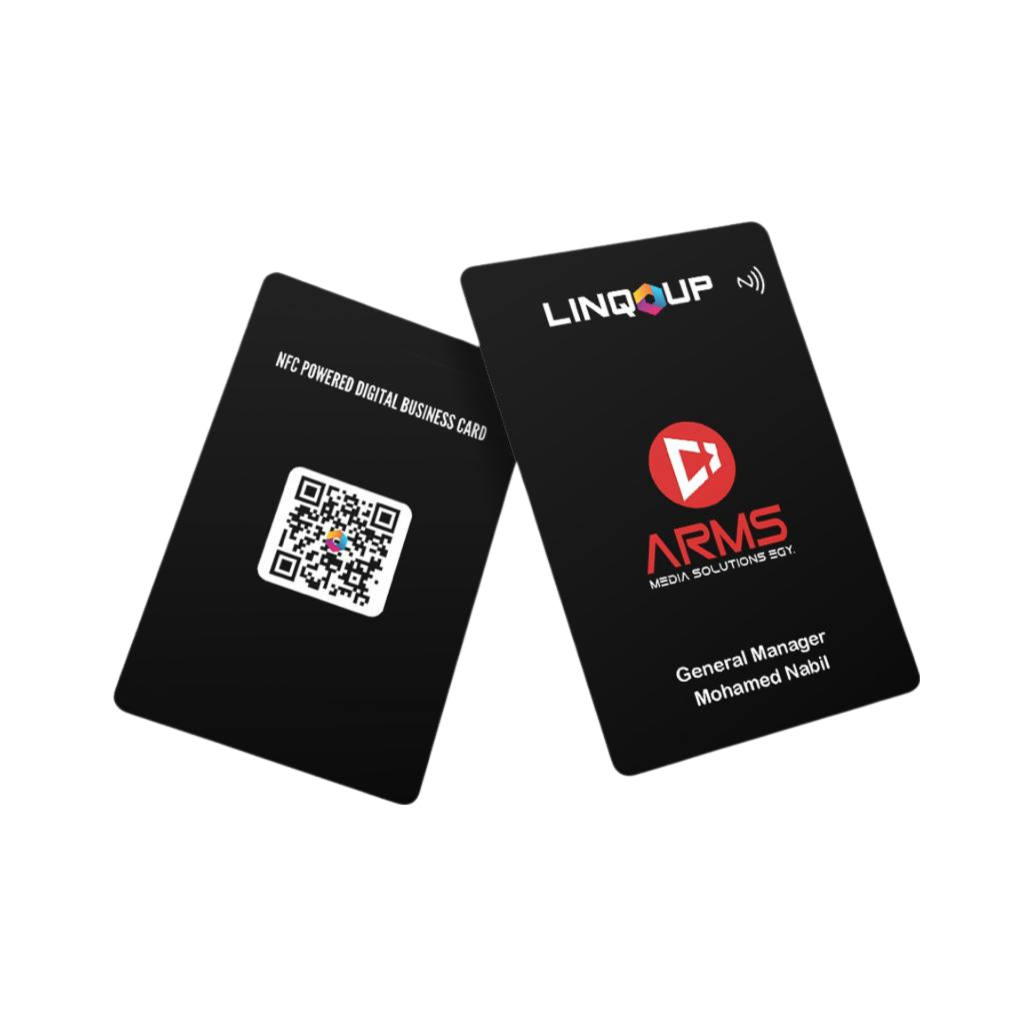 NFC POWERED DIGITAL BUSINESS CARD
LINQUP
ARMS
MEDIA SOLUTIONS EGY.
General Manager
Mohamed Nabil